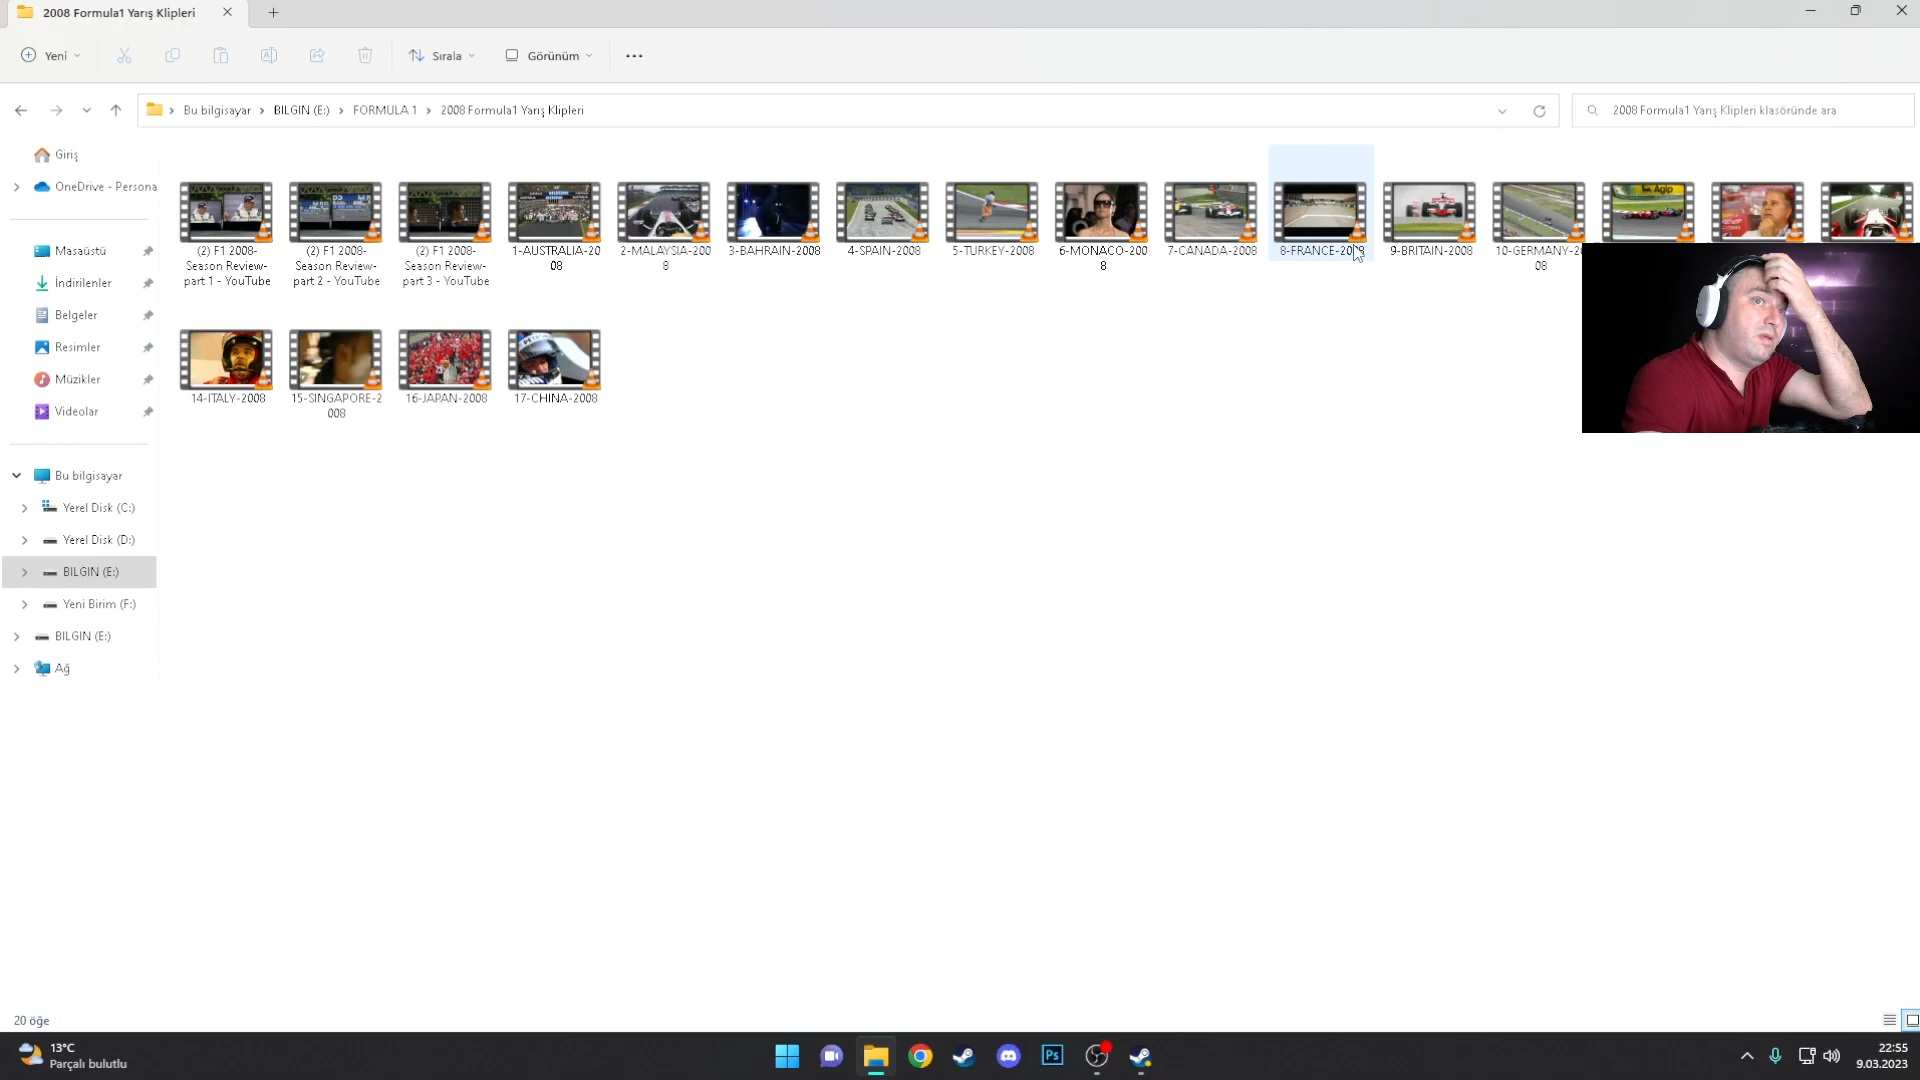 2008 Formula1 Yarış Klipleri
Yeni
Sırala
Görünüm
Bu bilgisayar
BILGIN (E:)
FORMULA 1
2008 Formula1 Yarış Klipleri
2008 Formula1 Yarış Klipleri klasöründe ara
Giriş
OneDrive - Persona
Masaüstü
İndirilenler
Belgeler
Resimler
Müzikler
Videolar
Bu bilgisayar
Yerel Disk (C:)
Yerel Disk (D:)
BILGIN (E:)
Yeni Birim (F:)
BILGIN (E:)
Ağ
(2) F1 2008-
Season Review-
part 1 - YouTube
(2) F1 2008-
Season Review-
part 2 - YouTube
(2) F1 2008-
Season Review-
part 3 - YouTube
1-AUSTRALIA-20
08
2-MALAYSIA-200
8
3-BAHRAIN-2008
4-SPAIN-2008
5-TURKEY-2008
6-MONACO-200
8
7-CANADA-2008
8-FRANCE-2008
9-BRITAIN-2008
10-GERMANY-2
08
Agip
14-ITALY-2008
15-SINGAPORE-2
008
16-JAPAN-2008
17-CHINA-2008
20 öğe
13°C
Parçalı bulutlu
Ps
22:55
9.03.2023